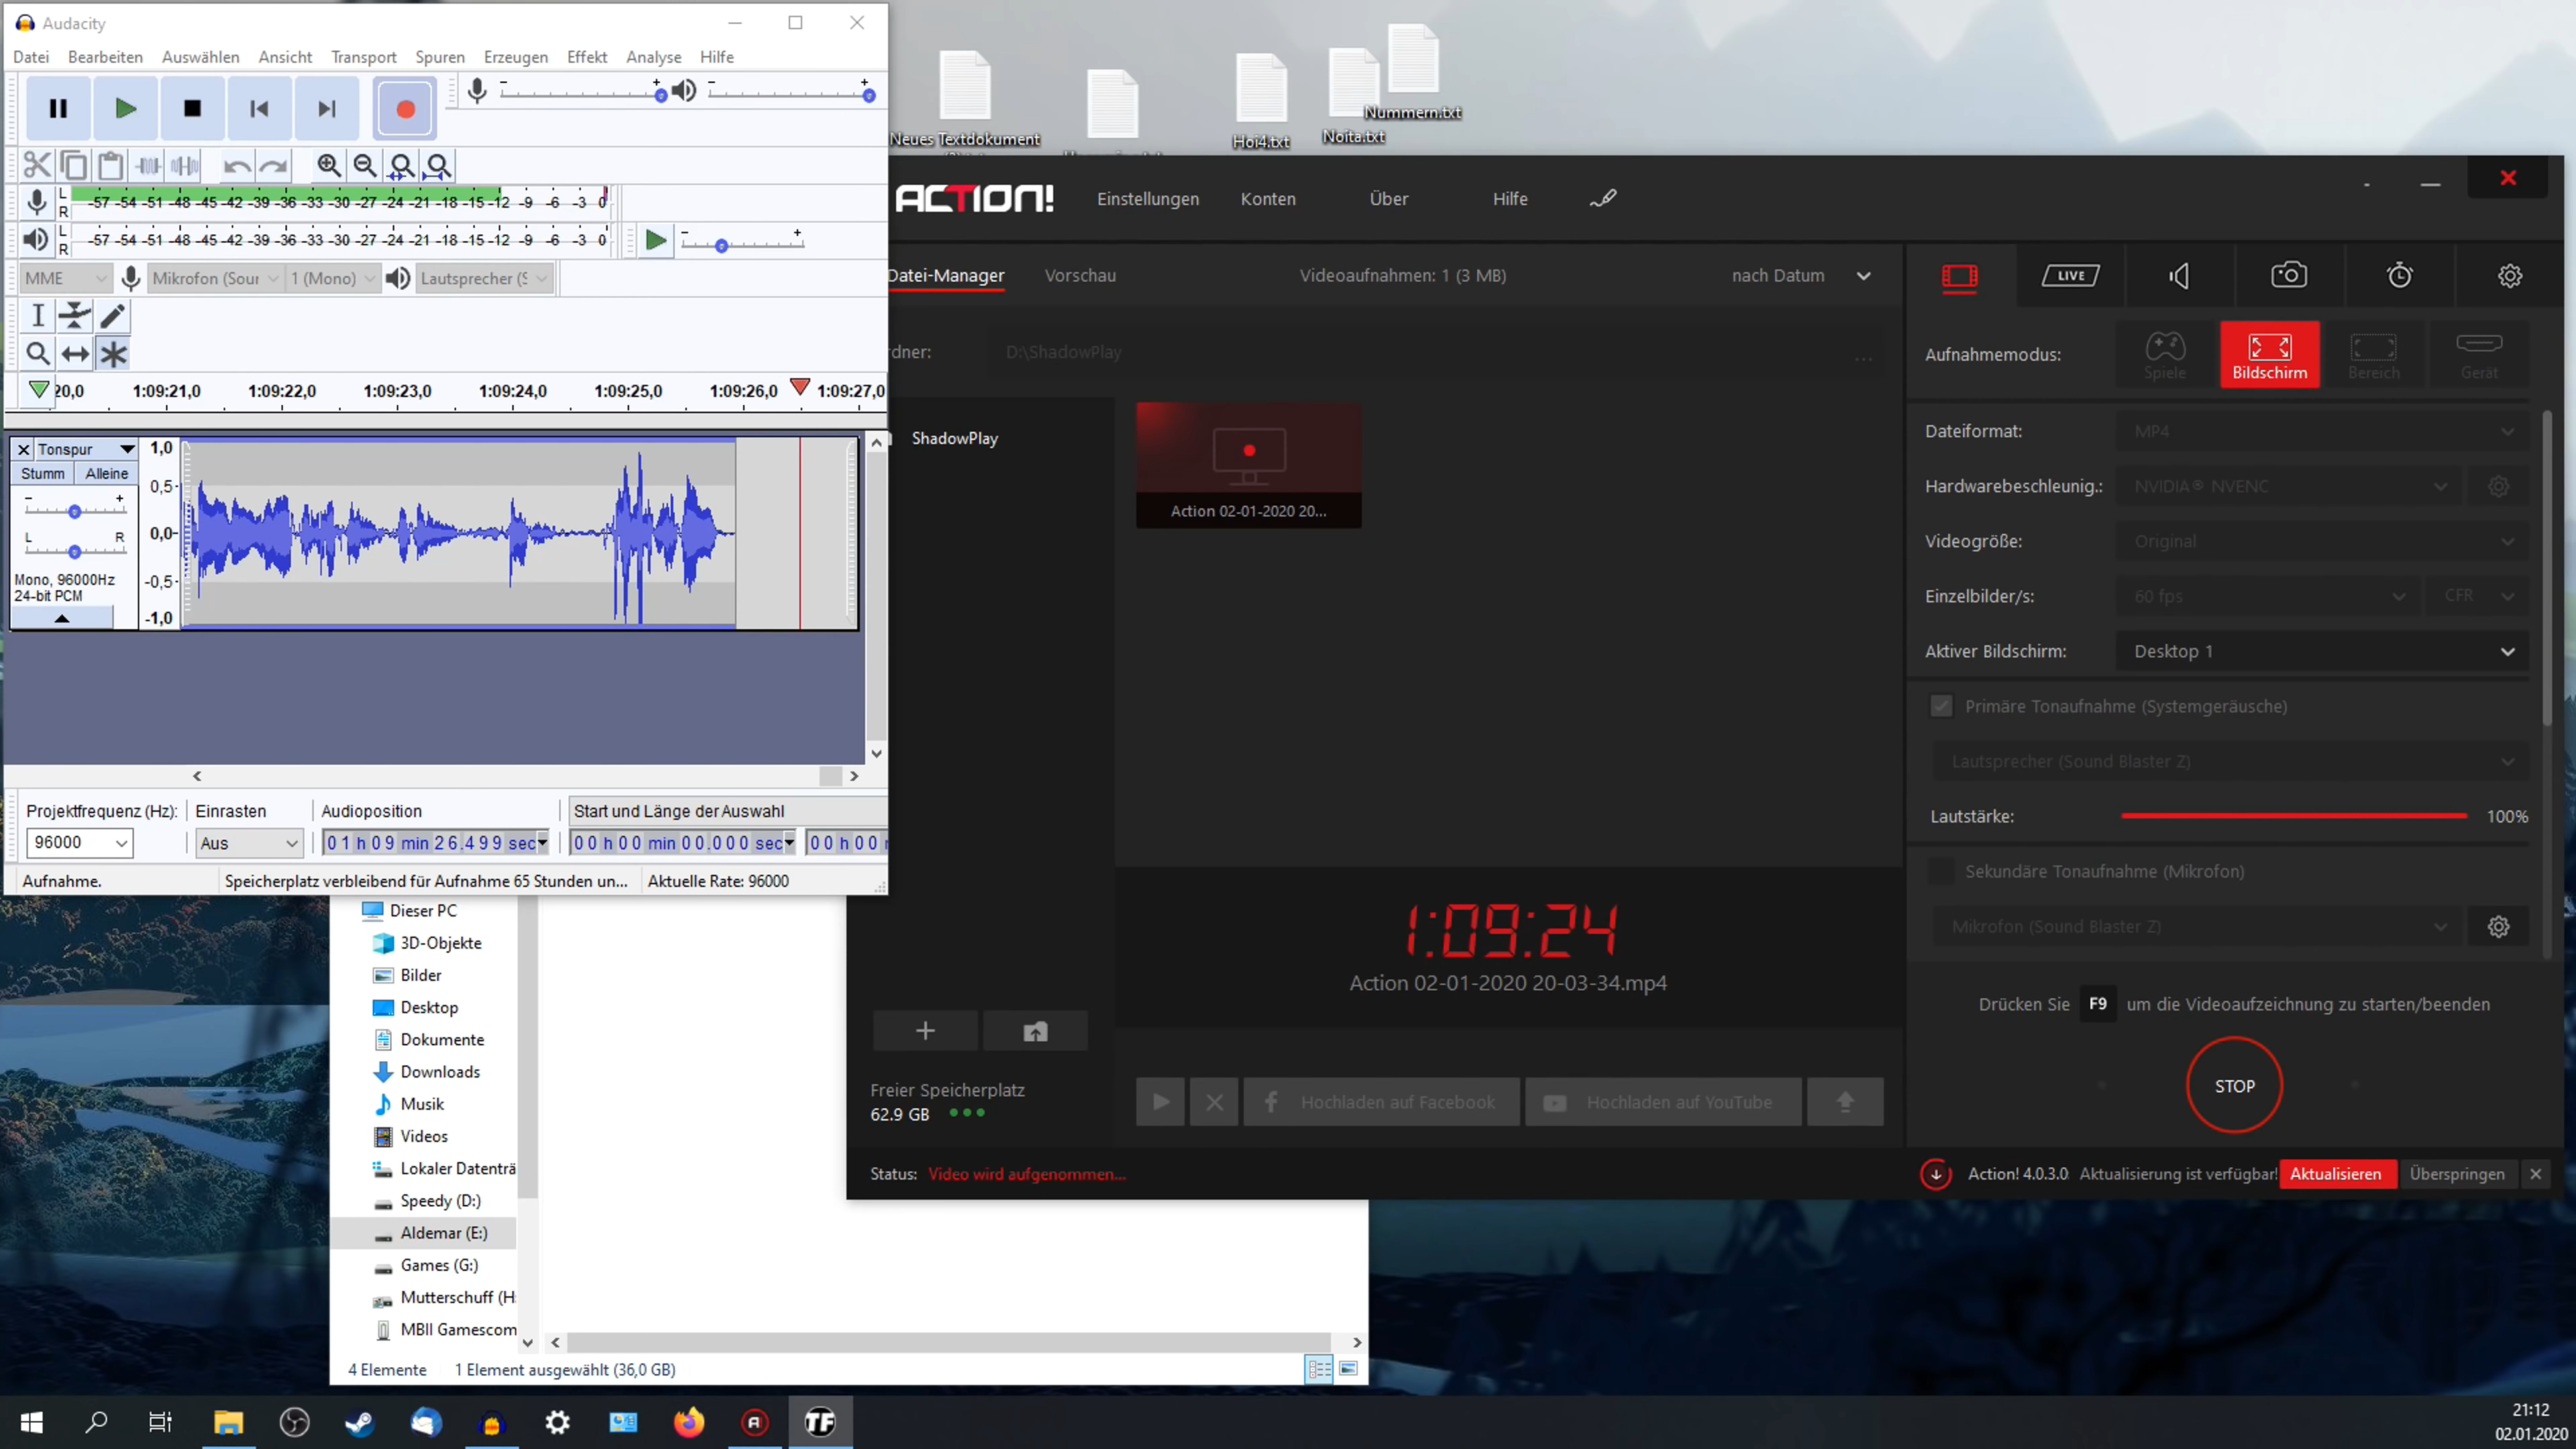 Audacity
Datei Bearbeiten Auswählen Ansicht Transport Spuren Erzeugen Effekt Analyse Hilfe
L
R
-57 -54 -51 -48 -45 -42 -39 -36 -33 -30 -27 -24 -21 -18 -15 -12 -9 -6 -3 0
L
R
-57 -54 -51 -48 -45 -42 -39 -36 -33 -30 -27 -24 -21 -18 -15 -12 -9 -6 -3 0
MME Mikrofon (Sour 1 (Mono) Lautsprecher (S
20,0 1:09:21,0 1:09:22,0 1:09:23,0 1:09:24,0 1:09:25,0 1:09:26,0 1:09:27,0
Tonspur
Stumm Alleine
L R
Mono, 96000Hz
24-bit PCM
1,0
0,5
0,0
-0,5
-1,0
Projektfrequenz (Hz): Einrasten Audioposition Start und Länge der Auswahl
96000 Aus 01 h 09 min 26.499 sec 00 h 00 min 00.000 sec 00 h 00
Aufnahme. Speicherplatz verbleibend für Aufnahme 65 Stunden un... Aktuelle Rate: 96000
Neues Textdokument
Hoi4.txt
Noita.txt
Nummern.txt
ACTION!
Einstellungen Konten Über Hilfe
Datei-Manager Vorschau Videoaufnahmen: 1 (3 MB) nach Datum
rdner: D:\ShadowPlay ...
ShadowPlay
Action 02-01-2020 20...
1:09:24
Action 02-01-2020 20-03-34.mp4
Freier Speicherplatz
62.9 GB
Hochladen auf Facebook Hochladen auf YouTube
Status: Video wird aufgenommen...
LIVE
Aufnahmemodus: Spiele Bildschirm Bereich Gerät
Dateiformat: MP4
Hardwarebeschleunig.: NVIDIA® NVENC
Videogröße: Original
Einzelbilder/s: 60 fps CFR
Aktiver Bildschirm: Desktop 1
Primäre Tonaufnahme (Systemgeräusche)
Lautsprecher (Sound Blaster Z)
Lautstärke: 100%
Sekundäre Tonaufnahme (Mikrofon)
Mikrofon (Sound Blaster Z)
Drücken Sie F9 um die Videoaufzeichnung zu starten/beenden
STOP
Action! 4.0.3.0 Aktualisierung ist verfügbar! Aktualisieren Überspringen
Dieser PC
3D-Objekte
Bilder
Desktop
Dokumente
Downloads
Musik
Videos
Lokaler Datenträ
Speedy (D:)
Aldemar (E:)
Games (G:)
Mutterschuff (H:
MBII Gamescom
4 Elemente 1 Element ausgewählt (36,0 GB)
TF
21:12
02.01.2020